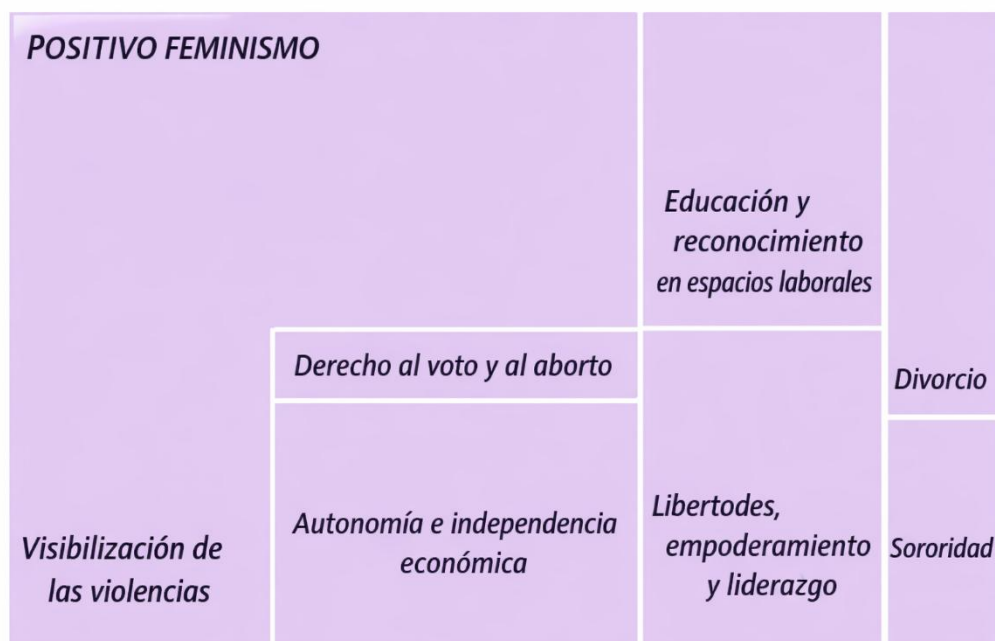 POSITIVO FEMINISMO
Educación y
reconocimiento
en espacios laborales
Derecho al voto y al aborto
Divorcio
Visibilización de
las violencias
Autonomía e independencia
económica
Libertodes,
empoderamiento
y liderazgo
Sororidad